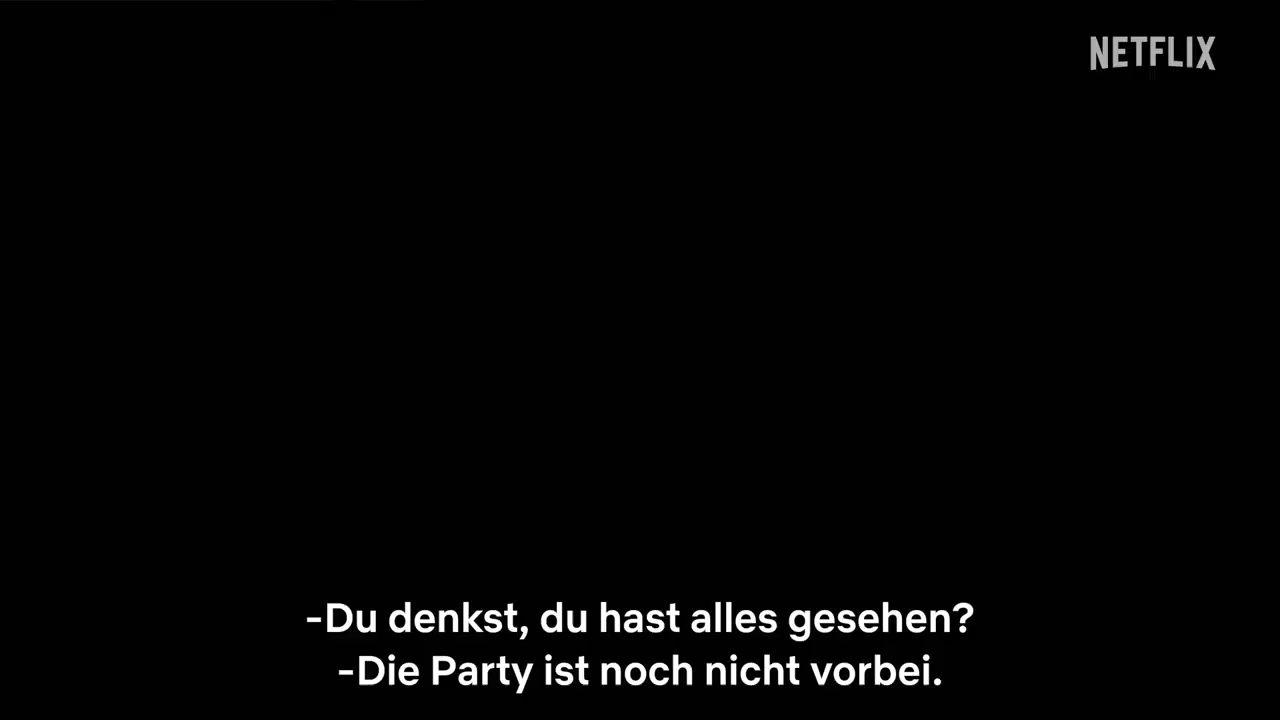 NETFLIX
-Du denkst, du hast alles gesehen?
-Die Party ist noch nicht vorbei.